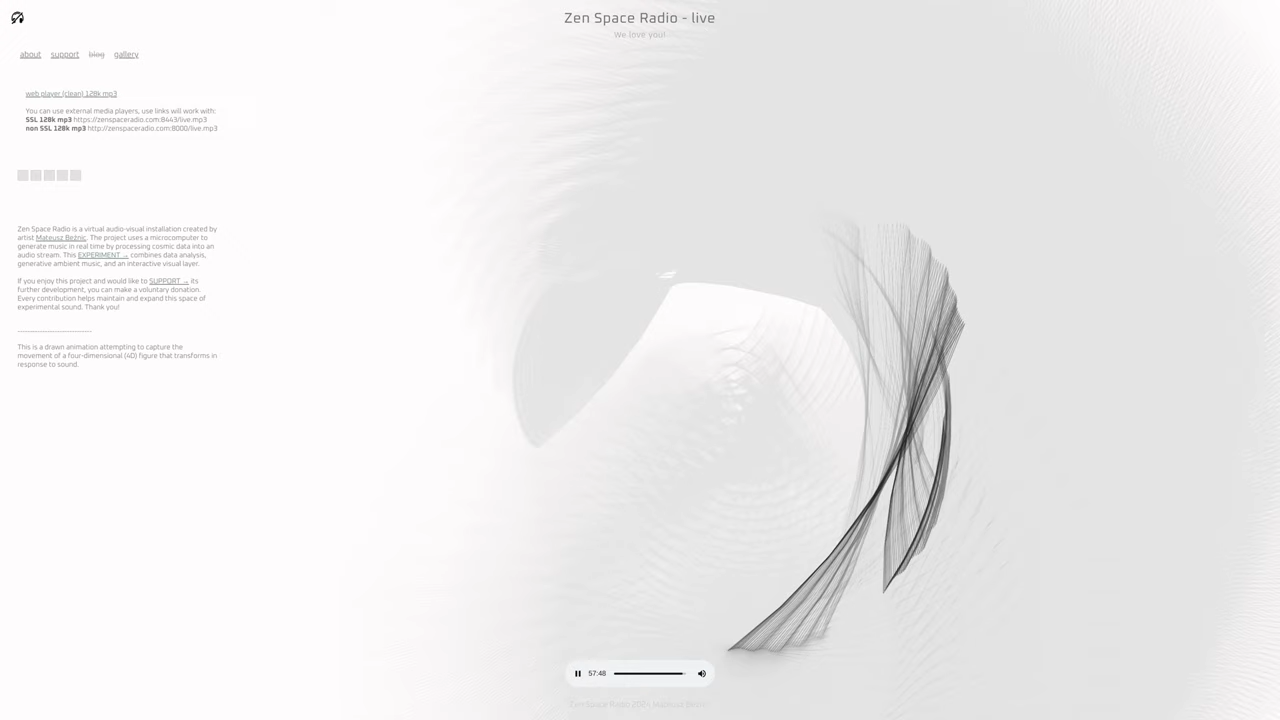 Zen Space Radio - live
We love you!
about support blog gallery
web player (clean) 128k mp3
You can use external media players, use links will work with:
SSL 128k mp3 https://zenspaceradio.com:8443/live.mp3
non SSL 128k mp3 http://zenspaceradio.com:8000/live.mp3
Zen Space Radio is a virtual audio-visual installation created by
artist Mateusz Beźnic. The project uses a microcomputer to
generate music in real time by processing cosmic data into an
audio stream. This EXPERIMENT → combines data analysis,
generative ambient music, and an interactive visual layer.
If you enjoy this project and would like to SUPPORT → its
further development, you can make a voluntary donation.
Every contribution helps maintain and expand this space of
experimental sound. Thank you!
This is a drawn animation attempting to capture the
movement of a four-dimensional (4D) figure that transforms in
response to sound.
57:48
Zen Space Radio 2024 Mateusz